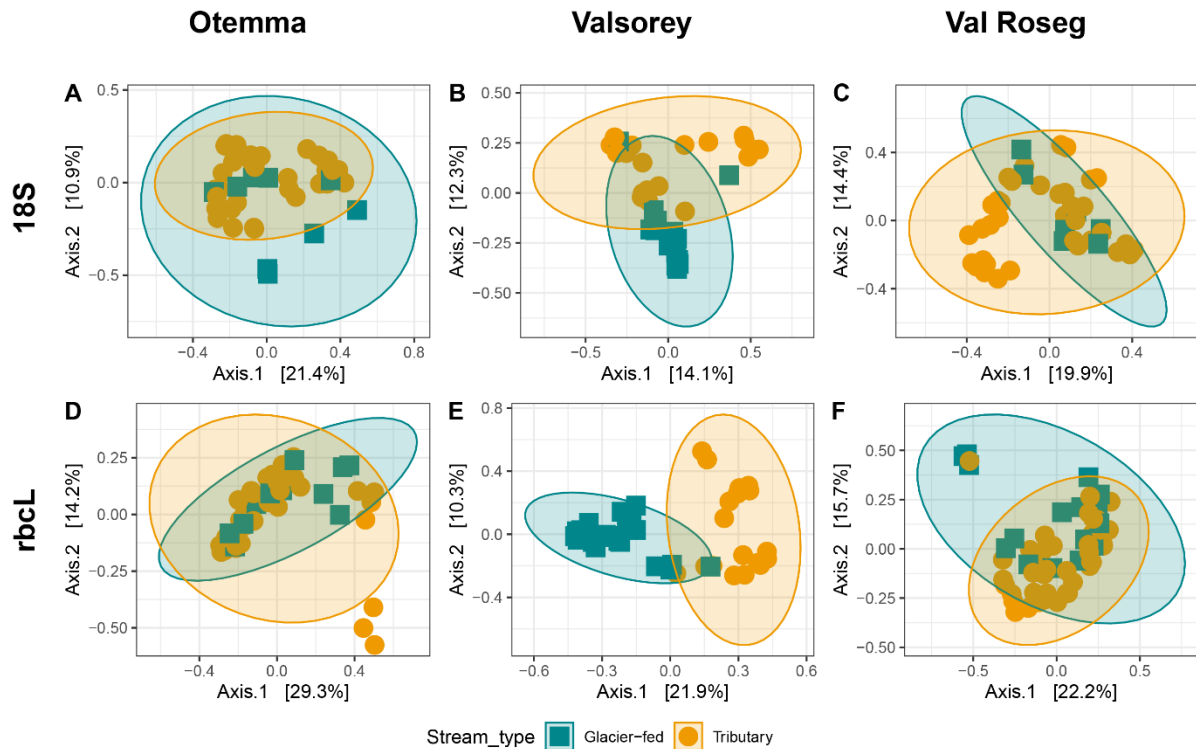 Otemma Valsorey Val Roseg
18S
A
0.5
0.0
−0.5
Axis.2 [10.9%]
−0.4 0.0 0.4 0.8
Axis.1 [21.4%]
B
0.50
0.25
0.00
−0.25
−0.50
Axis.2 [12.3%]
−0.5 0.0 0.5
Axis.1 [14.1%]
C
0.4
0.0
−0.4
Axis.2 [14.4%]
−0.4 0.0 0.4
Axis.1 [19.9%]
rbcL
D
0.25
0.00
−0.25
−0.50
Axis.2 [14.2%]
−0.4 0.0 0.4
Axis.1 [29.3%]
E
0.8
0.4
0.0
−0.4
Axis.2 [10.3%]
−0.6 −0.3 0.0 0.3 0.6
Axis.1 [21.9%]
F
0.50
0.25
0.00
−0.25
−0.50
Axis.2 [15.7%]
−0.5 0.0 0.5
Axis.1 [22.2%]
Stream_type Glacier−fed Tributary